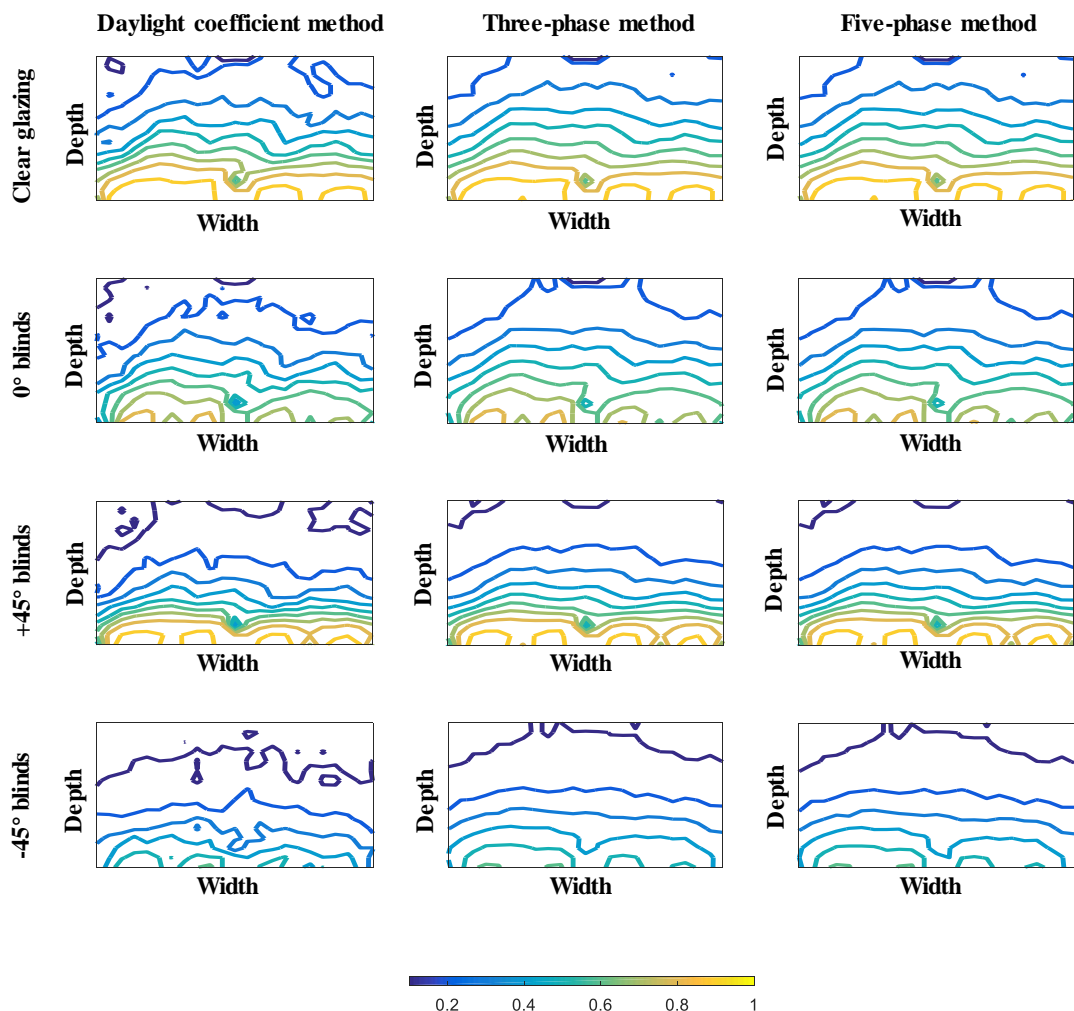 Daylight coefficient method Three-phase method Five-phase method
Clear glazing
Depth Depth Depth
Width Width Width
0° blinds
Depth Depth Depth
Width Width Width
+45° blinds
Depth Depth Depth
Width Width Width
-45° blinds
Depth Depth Depth
Width Width Width
0.2 0.4 0.6 0.8 1